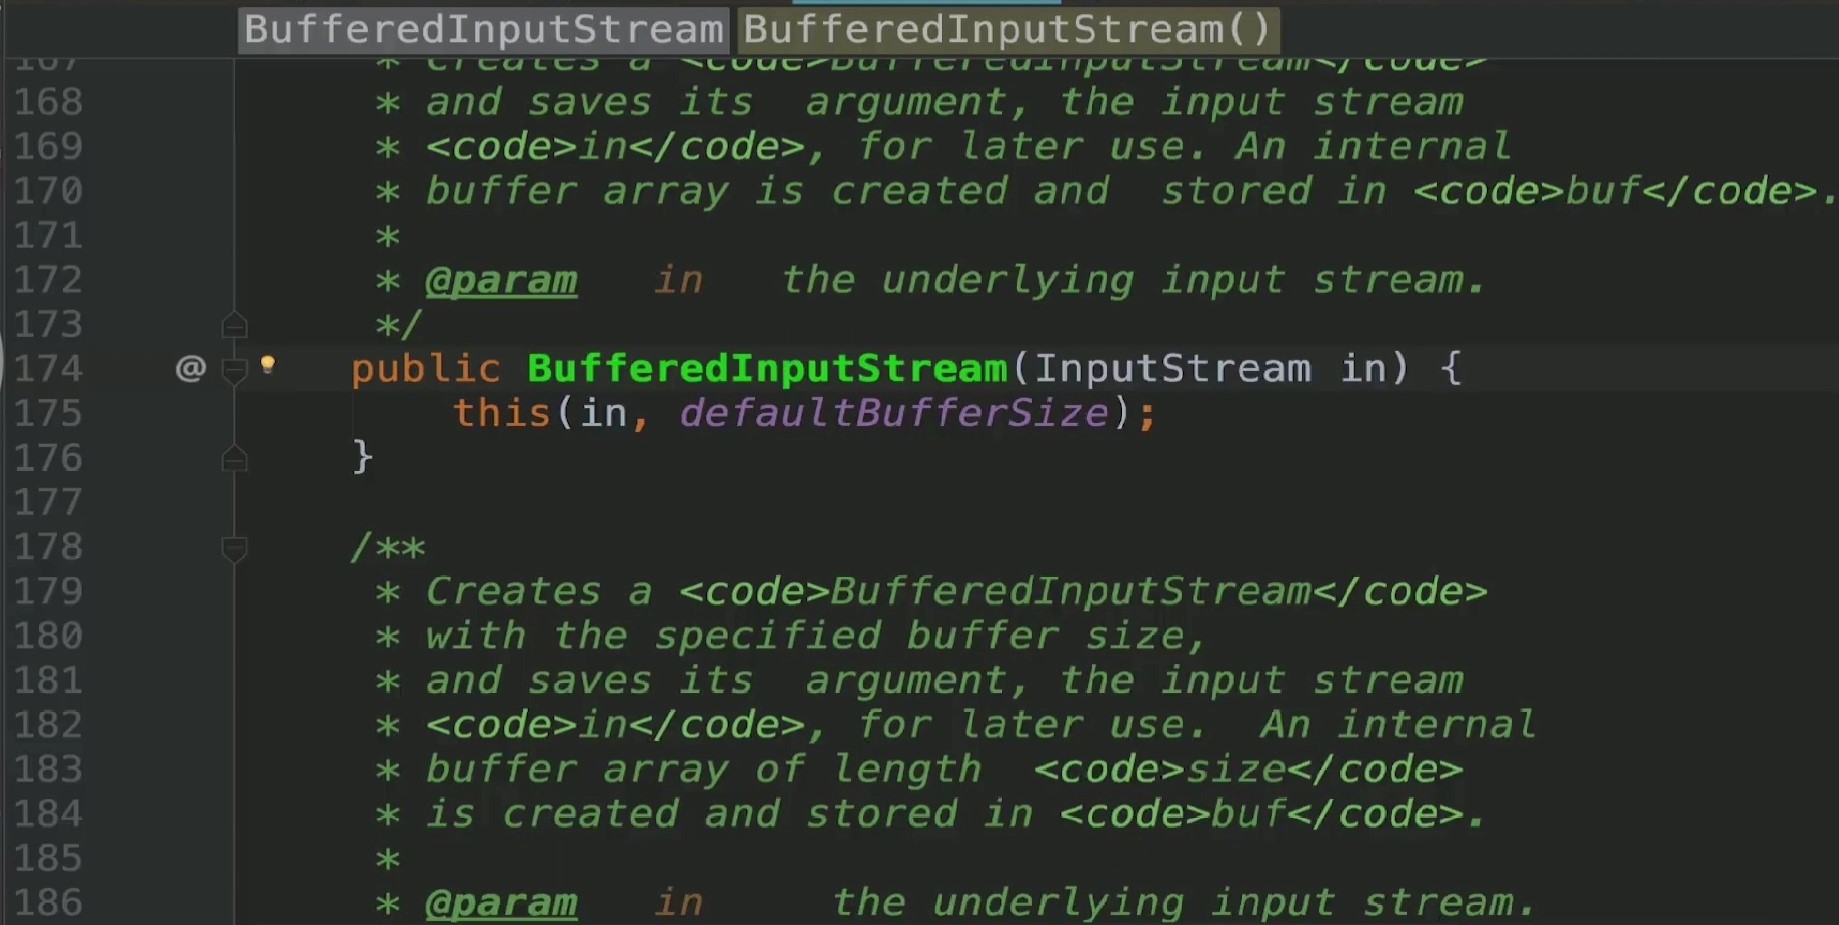 BufferedInputStream BufferedInputStream()
167 * Creates a <code>BufferedInputStream</code>
168 * and saves its  argument, the input stream
169 * <code>in</code>, for later use. An internal
170 * buffer array is created and  stored in <code>buf</code>.
171 *
172 * @param   in   the underlying input stream.
173 */
174 @ public BufferedInputStream(InputStream in) {
175 this(in, defaultBufferSize);
176 }
177
178 /**
179 * Creates a <code>BufferedInputStream</code>
180 * with the specified buffer size,
181 * and saves its  argument, the input stream
182 * <code>in</code>, for later use.  An internal
183 * buffer array of length  <code>size</code>
184 * is created and stored in <code>buf</code>.
185 *
186 * @param   in     the underlying input stream.